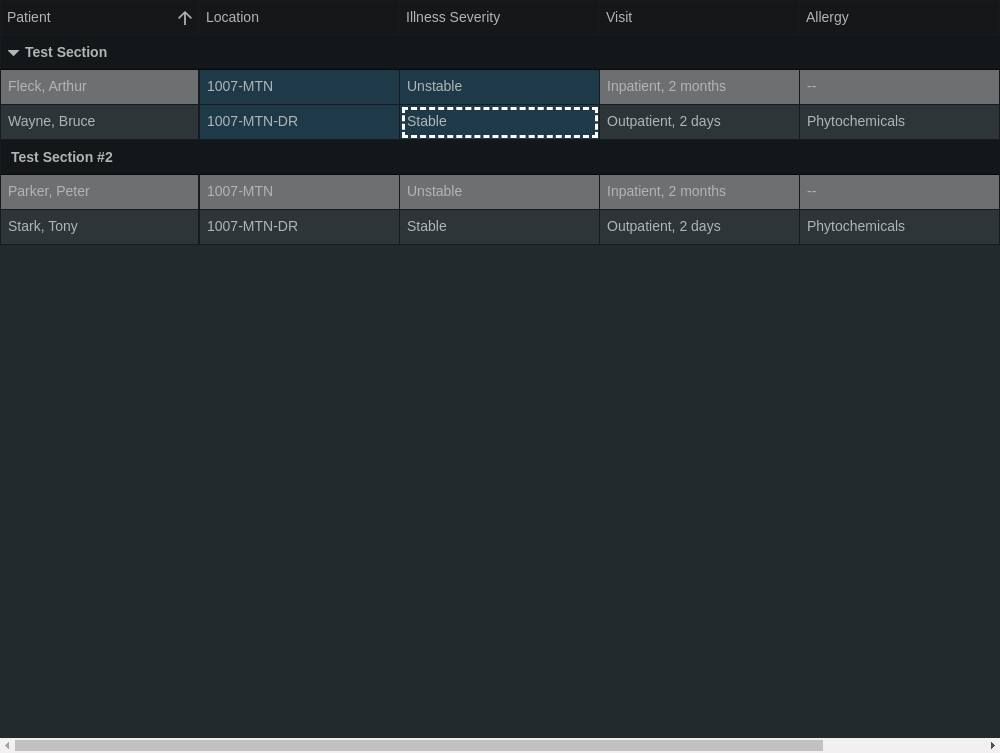 Patient Location Illness Severity Visit Allergy
Test Section
Fleck, Arthur 1007-MTN Unstable Inpatient, 2 months --
Wayne, Bruce 1007-MTN-DR Stable Outpatient, 2 days Phytochemicals
Test Section #2
Parker, Peter 1007-MTN Unstable Inpatient, 2 months --
Stark, Tony 1007-MTN-DR Stable Outpatient, 2 days Phytochemicals